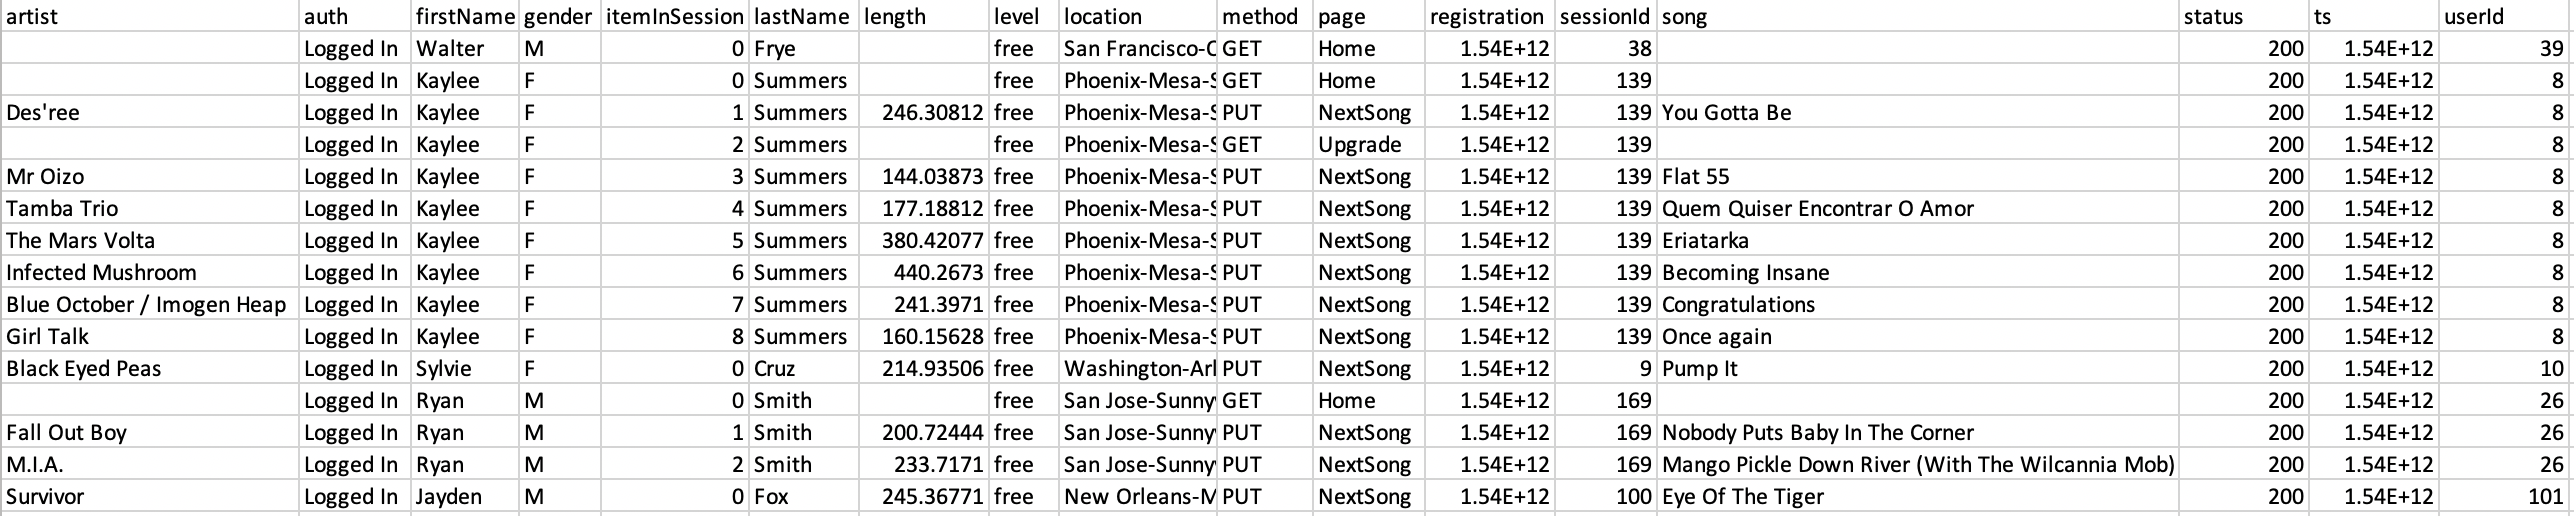 artist auth firstName gender itemInSession lastName length level location method page registration sessionId song status ts userId
Logged In Walter M 0 Frye free San Francisco-C GET Home 1.54E+12 38 200 1.54E+12 39
Logged In Kaylee F 0 Summers free Phoenix-Mesa-S GET Home 1.54E+12 139 200 1.54E+12 8
Des'ree Logged In Kaylee F 1 Summers 246.30812 free Phoenix-Mesa-S PUT NextSong 1.54E+12 139 You Gotta Be 200 1.54E+12 8
Logged In Kaylee F 2 Summers free Phoenix-Mesa-S GET Upgrade 1.54E+12 139 200 1.54E+12 8
Mr Oizo Logged In Kaylee F 3 Summers 144.03873 free Phoenix-Mesa-S PUT NextSong 1.54E+12 139 Flat 55 200 1.54E+12 8
Tamba Trio Logged In Kaylee F 4 Summers 177.18812 free Phoenix-Mesa-S PUT NextSong 1.54E+12 139 Quem Quiser Encontrar O Amor 200 1.54E+12 8
The Mars Volta Logged In Kaylee F 5 Summers 380.42077 free Phoenix-Mesa-S PUT NextSong 1.54E+12 139 Eriatarka 200 1.54E+12 8
Infected Mushroom Logged In Kaylee F 6 Summers 440.2673 free Phoenix-Mesa-S PUT NextSong 1.54E+12 139 Becoming Insane 200 1.54E+12 8
Blue October / Imogen Heap Logged In Kaylee F 7 Summers 241.3971 free Phoenix-Mesa-S PUT NextSong 1.54E+12 139 Congratulations 200 1.54E+12 8
Girl Talk Logged In Kaylee F 8 Summers 160.15628 free Phoenix-Mesa-S PUT NextSong 1.54E+12 139 Once again 200 1.54E+12 8
Black Eyed Peas Logged In Sylvie F 0 Cruz 214.93506 free Washington-Arl PUT NextSong 1.54E+12 9 Pump It 200 1.54E+12 10
Logged In Ryan M 0 Smith free San Jose-Sunny GET Home 1.54E+12 169 200 1.54E+12 26
Fall Out Boy Logged In Ryan M 1 Smith 200.72444 free San Jose-Sunny PUT NextSong 1.54E+12 169 Nobody Puts Baby In The Corner 200 1.54E+12 26
M.I.A. Logged In Ryan M 2 Smith 233.7171 free San Jose-Sunny PUT NextSong 1.54E+12 169 Mango Pickle Down River (With The Wilcannia Mob) 200 1.54E+12 26
Survivor Logged In Jayden M 0 Fox 245.36771 free New Orleans-M PUT NextSong 1.54E+12 100 Eye Of The Tiger 200 1.54E+12 101